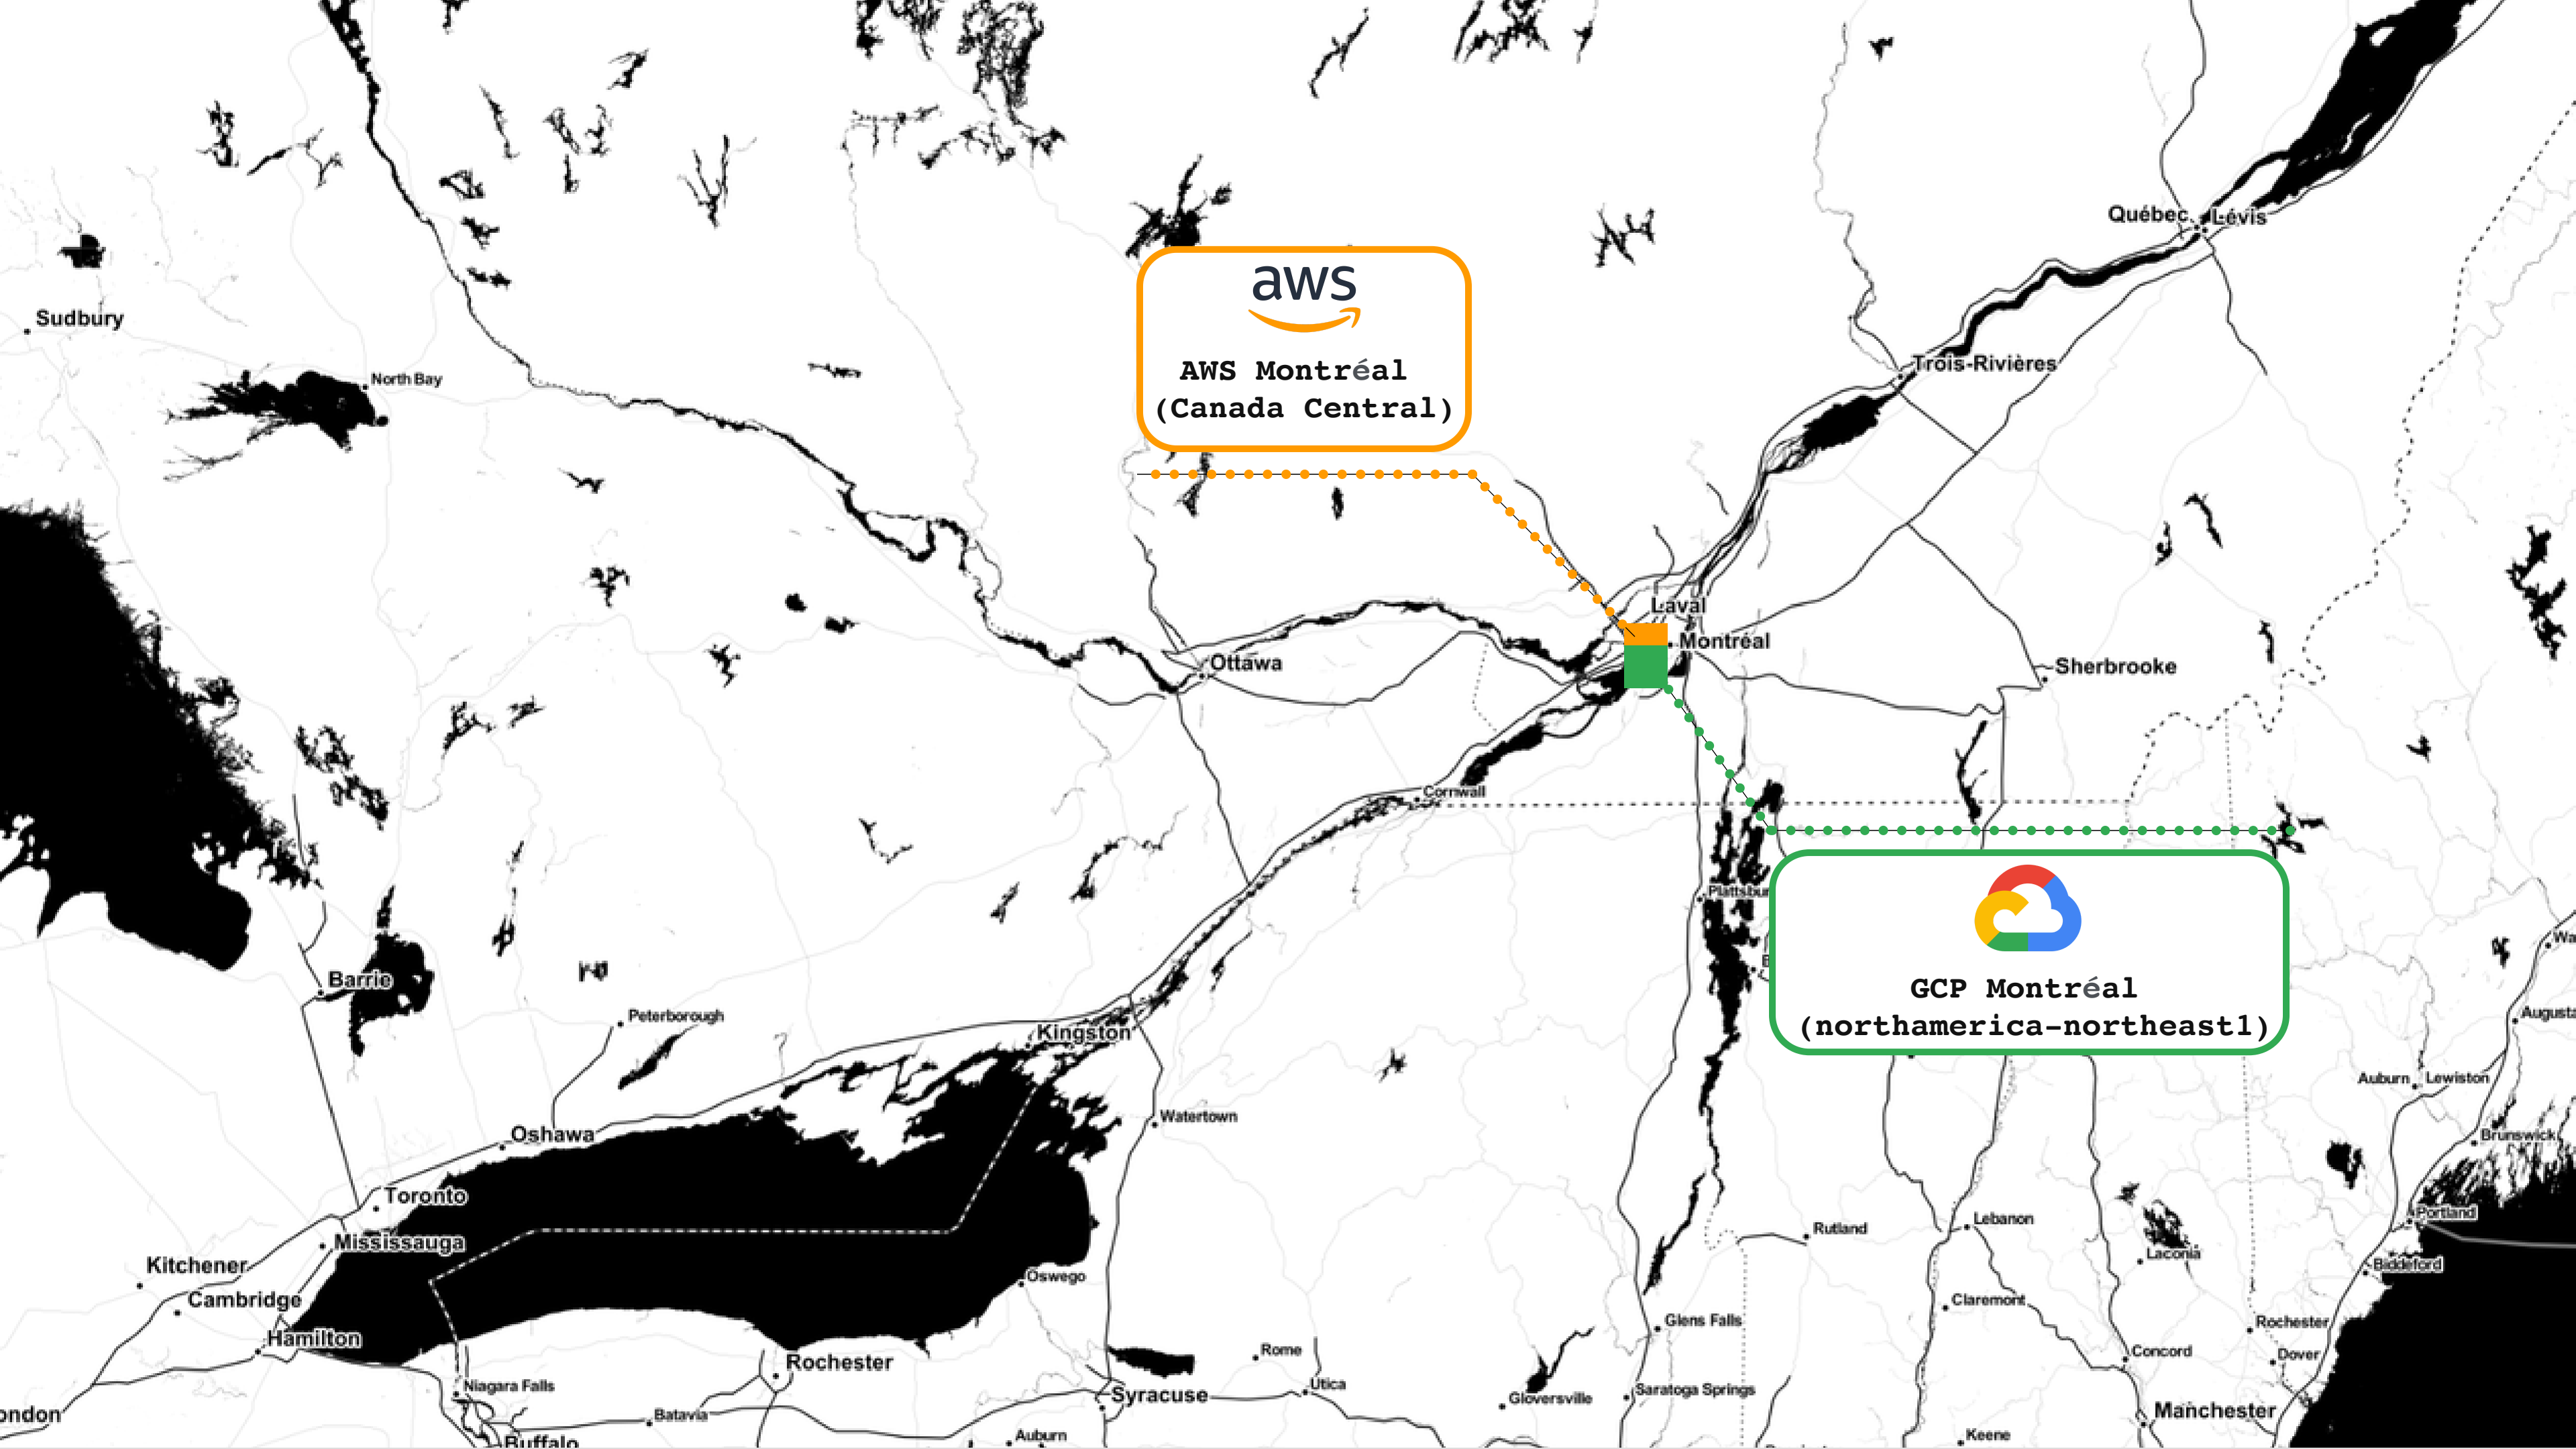 Québec
Lévis
Sudbury
aws
AWS Montréal
(Canada Central)
Trois-Rivières
North Bay
Laval
Montréal
Ottawa
Sherbrooke
Cornwall
Plattsbur
Wa
Barrie
GCP Montréal
(northamerica-northeast1)
Peterborough
Augusta
Kingston
Auburn
Lewiston
Watertown
Oshawa
Brunswick
Toronto
Portland
Lebanon
Rutland
Mississauga
Laconia
Kitchener
Biddeford
Oswego
Cambridge
Claremont
Glens Falls
Rochester
Hamilton
Rome
Concord
Dover
Rochester
Niagara Falls
Utica
Saratoga Springs
Syracuse
Gloversville
ondon
Batavia
Manchester
Auburn
Keene
Buffalo